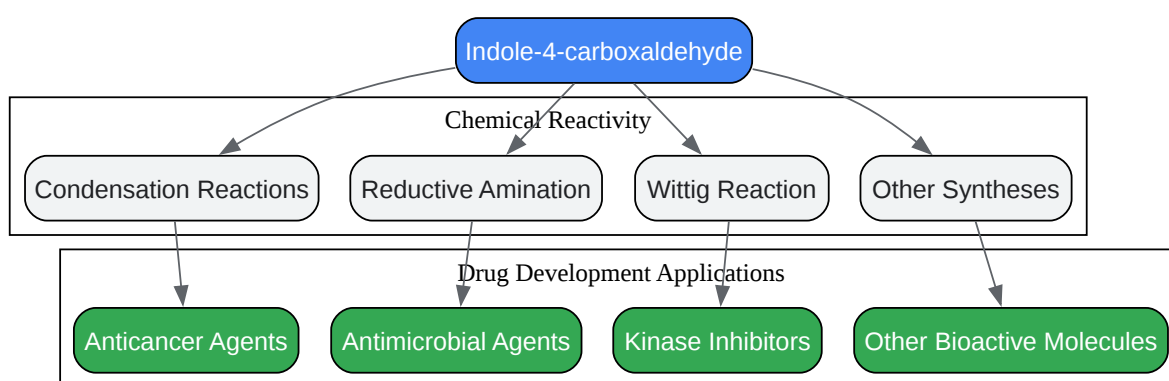 Indole-4-carboxaldehyde
Chemical Reactivity
Condensation Reactions
Reductive Amination
Wittig Reaction
Other Syntheses
Drug Development Applications
Anticancer Agents
Antimicrobial Agents
Kinase Inhibitors
Other Bioactive Molecules